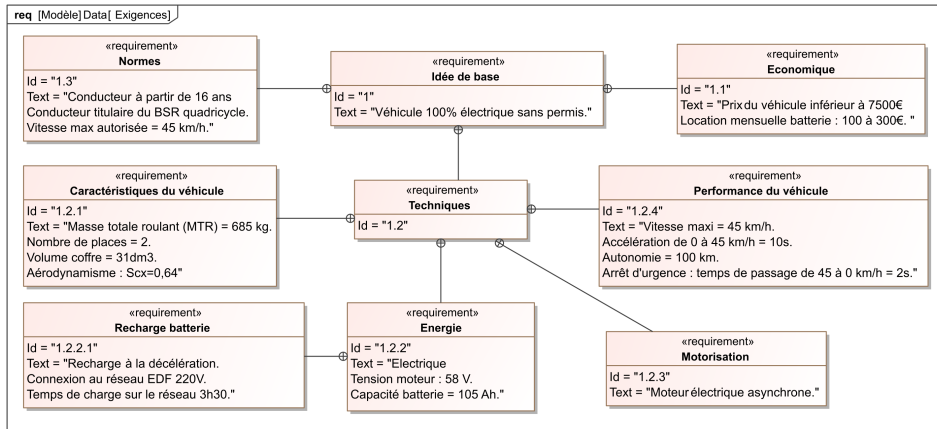 req [Modèle] Data[ Exigences]
«requirement»
Normes
Id = "1.3"
Text = "Conducteur à partir de 16 ans
Conducteur titulaire du BSR quadricycle.
Vitesse max autorisée = 45 km/h."
«requirement»
Idée de base
Id = "1"
Text = "Véhicule 100% électrique sans permis."
«requirement»
Economique
Id = "1.1"
Text = "Prix du véhicule inférieur à 7500€
Location mensuelle batterie : 100 à 300€. "
«requirement»
Caractéristiques du véhicule
Id = "1.2.1"
Text = "Masse totale roulant (MTR) = 685 kg.
Nombre de places = 2.
Volume coffre = 31dm3.
Aérodynamisme : Scx=0,64"
«requirement»
Techniques
Id = "1.2"
«requirement»
Performance du véhicule
Id = "1.2.4"
Text = "Vitesse maxi = 45 km/h.
Accélération de 0 à 45 km/h = 10s.
Autonomie = 100 km.
Arrêt d'urgence : temps de passage de 45 à 0 km/h = 2s."
«requirement»
Recharge batterie
Id = "1.2.2.1"
Text = "Recharge à la décélération.
Connexion au réseau EDF 220V.
Temps de charge sur le réseau 3h30."
«requirement»
Energie
Id = "1.2.2"
Text = "Electrique
Tension moteur : 58 V.
Capacité batterie = 105 Ah."
«requirement»
Motorisation
Id = "1.2.3"
Text = "Moteur électrique asynchrone."